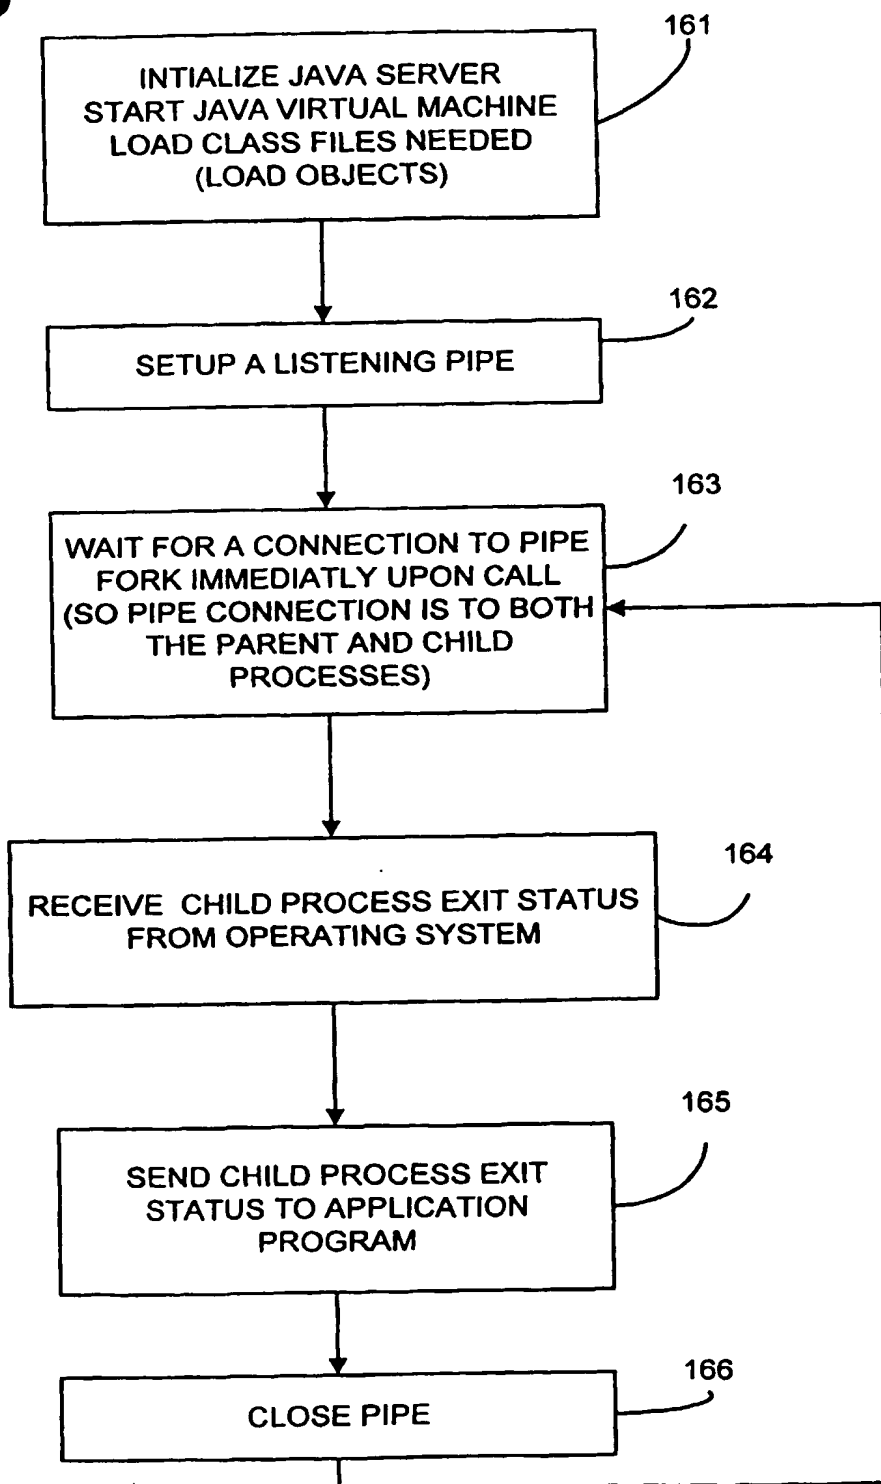 161
INTIALIZE JAVA SERVER
START JAVA VIRTUAL MACHINE
LOAD CLASS FILES NEEDED
(LOAD OBJECTS)
162
SETUP A LISTENING PIPE
163
WAIT FOR A CONNECTION TO PIPE
FORK IMMEDIATLY UPON CALL
(SO PIPE CONNECTION IS TO BOTH
THE PARENT AND CHILD
PROCESSES)
164
RECEIVE CHILD PROCESS EXIT STATUS
FROM OPERATING SYSTEM
165
SEND CHILD PROCESS EXIT
STATUS TO APPLICATION
PROGRAM
166
CLOSE PIPE